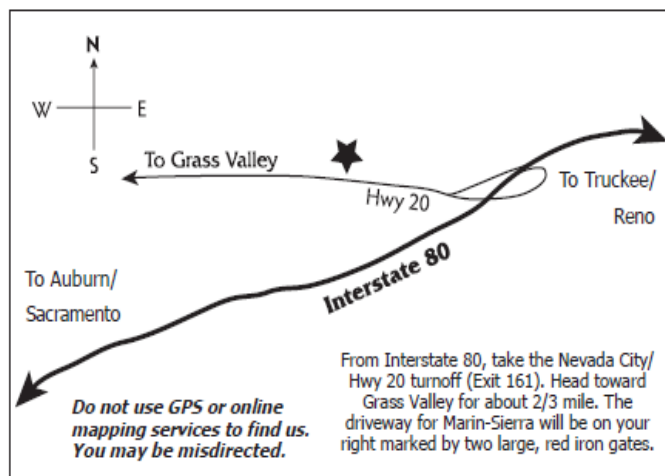 N
W
E
S
To Grass Valley
Hwy 20
To Truckee/
Reno
Interstate 80
To Auburn/
Sacramento
From Interstate 80, take the Nevada City/
Hwy 20 turnoff (Exit 161). Head toward
Grass Valley for about 2/3 mile. The
driveway for Marin-Sierra will be on your
right marked by two large, red iron gates.
Do not use GPS or online
mapping services to find us.
You may be misdirected.